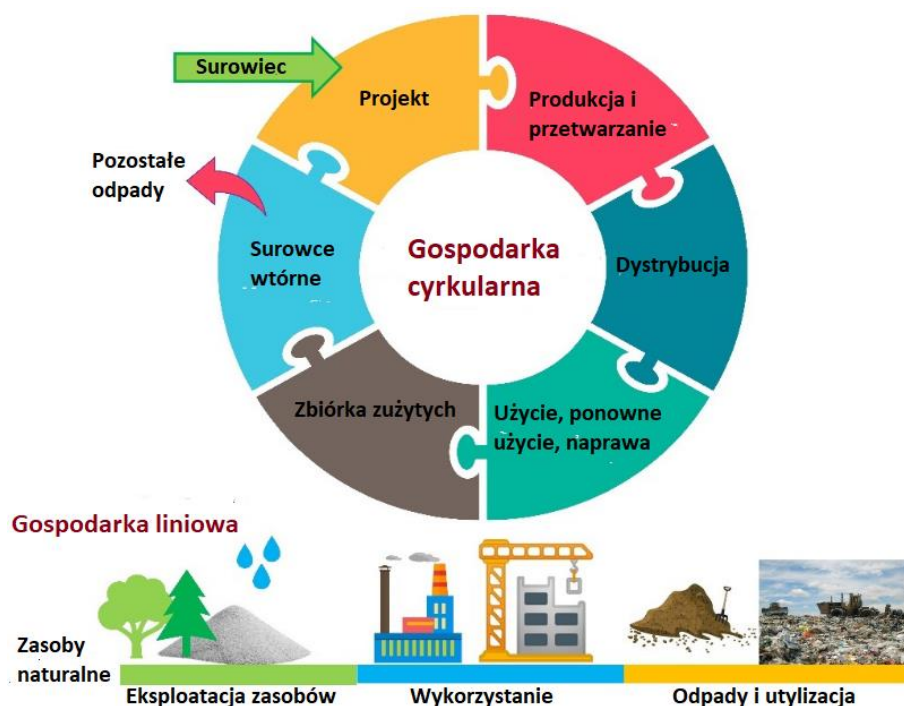 Surowiec
Projekt
Produkcja i
przetwarzanie
Pozostałe
odpady
Surowce
wtórne
Gospodarka
cyrkularna
Dystrybucja
Zbiórka zużytych
Użycie, ponowne
użycie, naprawa
Gospodarka liniowa
Zasoby
naturalne
Eksploatacja zasobów
Wykorzystanie
Odpady i utylizacja